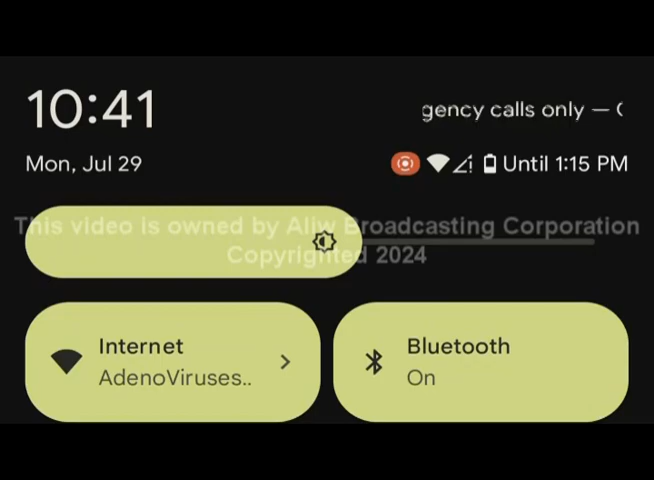 10:41
gency calls only — 
Mon, Jul 29
Until 1:15 PM
This video is owned by Aliw Broadcasting Corporation
Copyrighted 2024
Internet
AdenoViruses..
Bluetooth
On